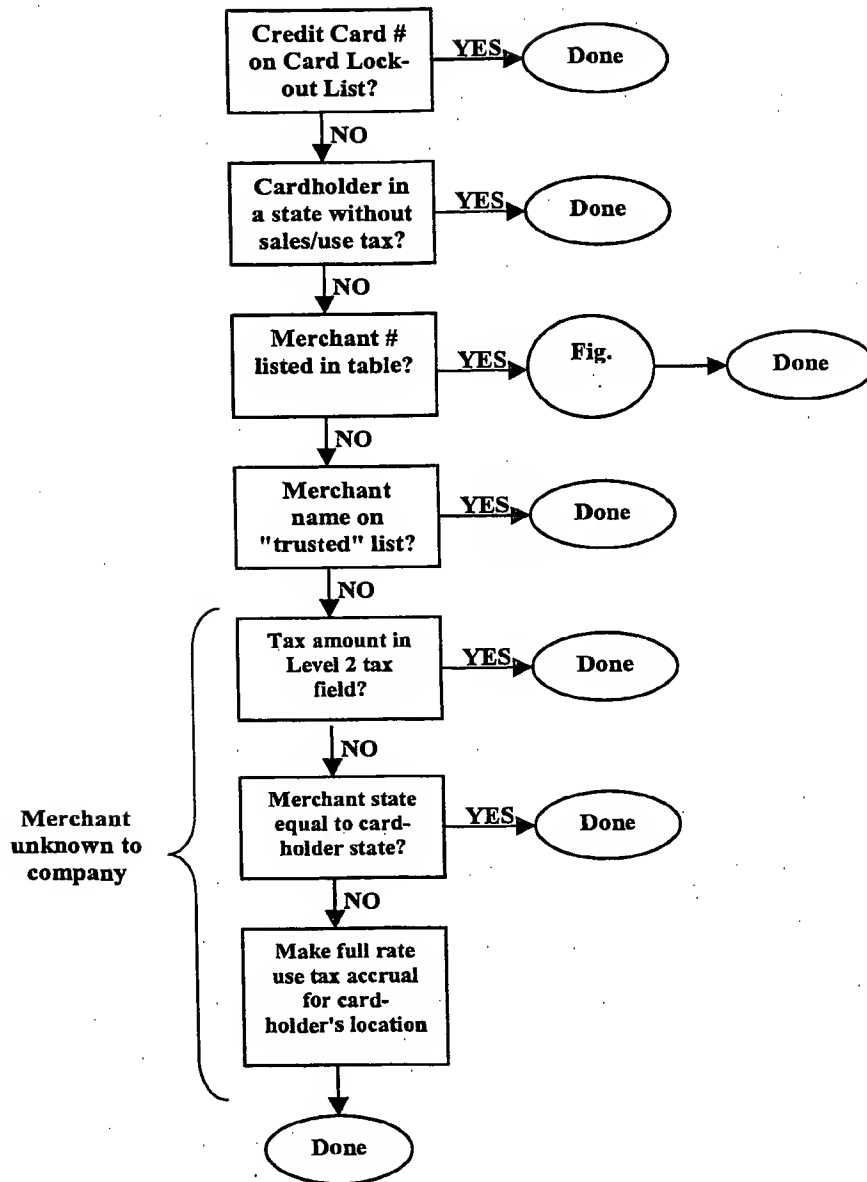 Credit Card #
on Card Lock-
out List?
YES
Done
NO
Cardholder in
a state without
sales/use tax?
YES
Done
NO
Merchant #
listed in table?
YES
Fig.
Done
NO
Merchant
name on
"trusted" list?
YES
Done
NO
Tax amount in
Level 2 tax
field?
YES
Done
NO
Merchant
unknown to
company
Merchant state
equal to card-
holder state?
YES
Done
NO
Make full rate
use tax accrual
for card-
holder's location
Done